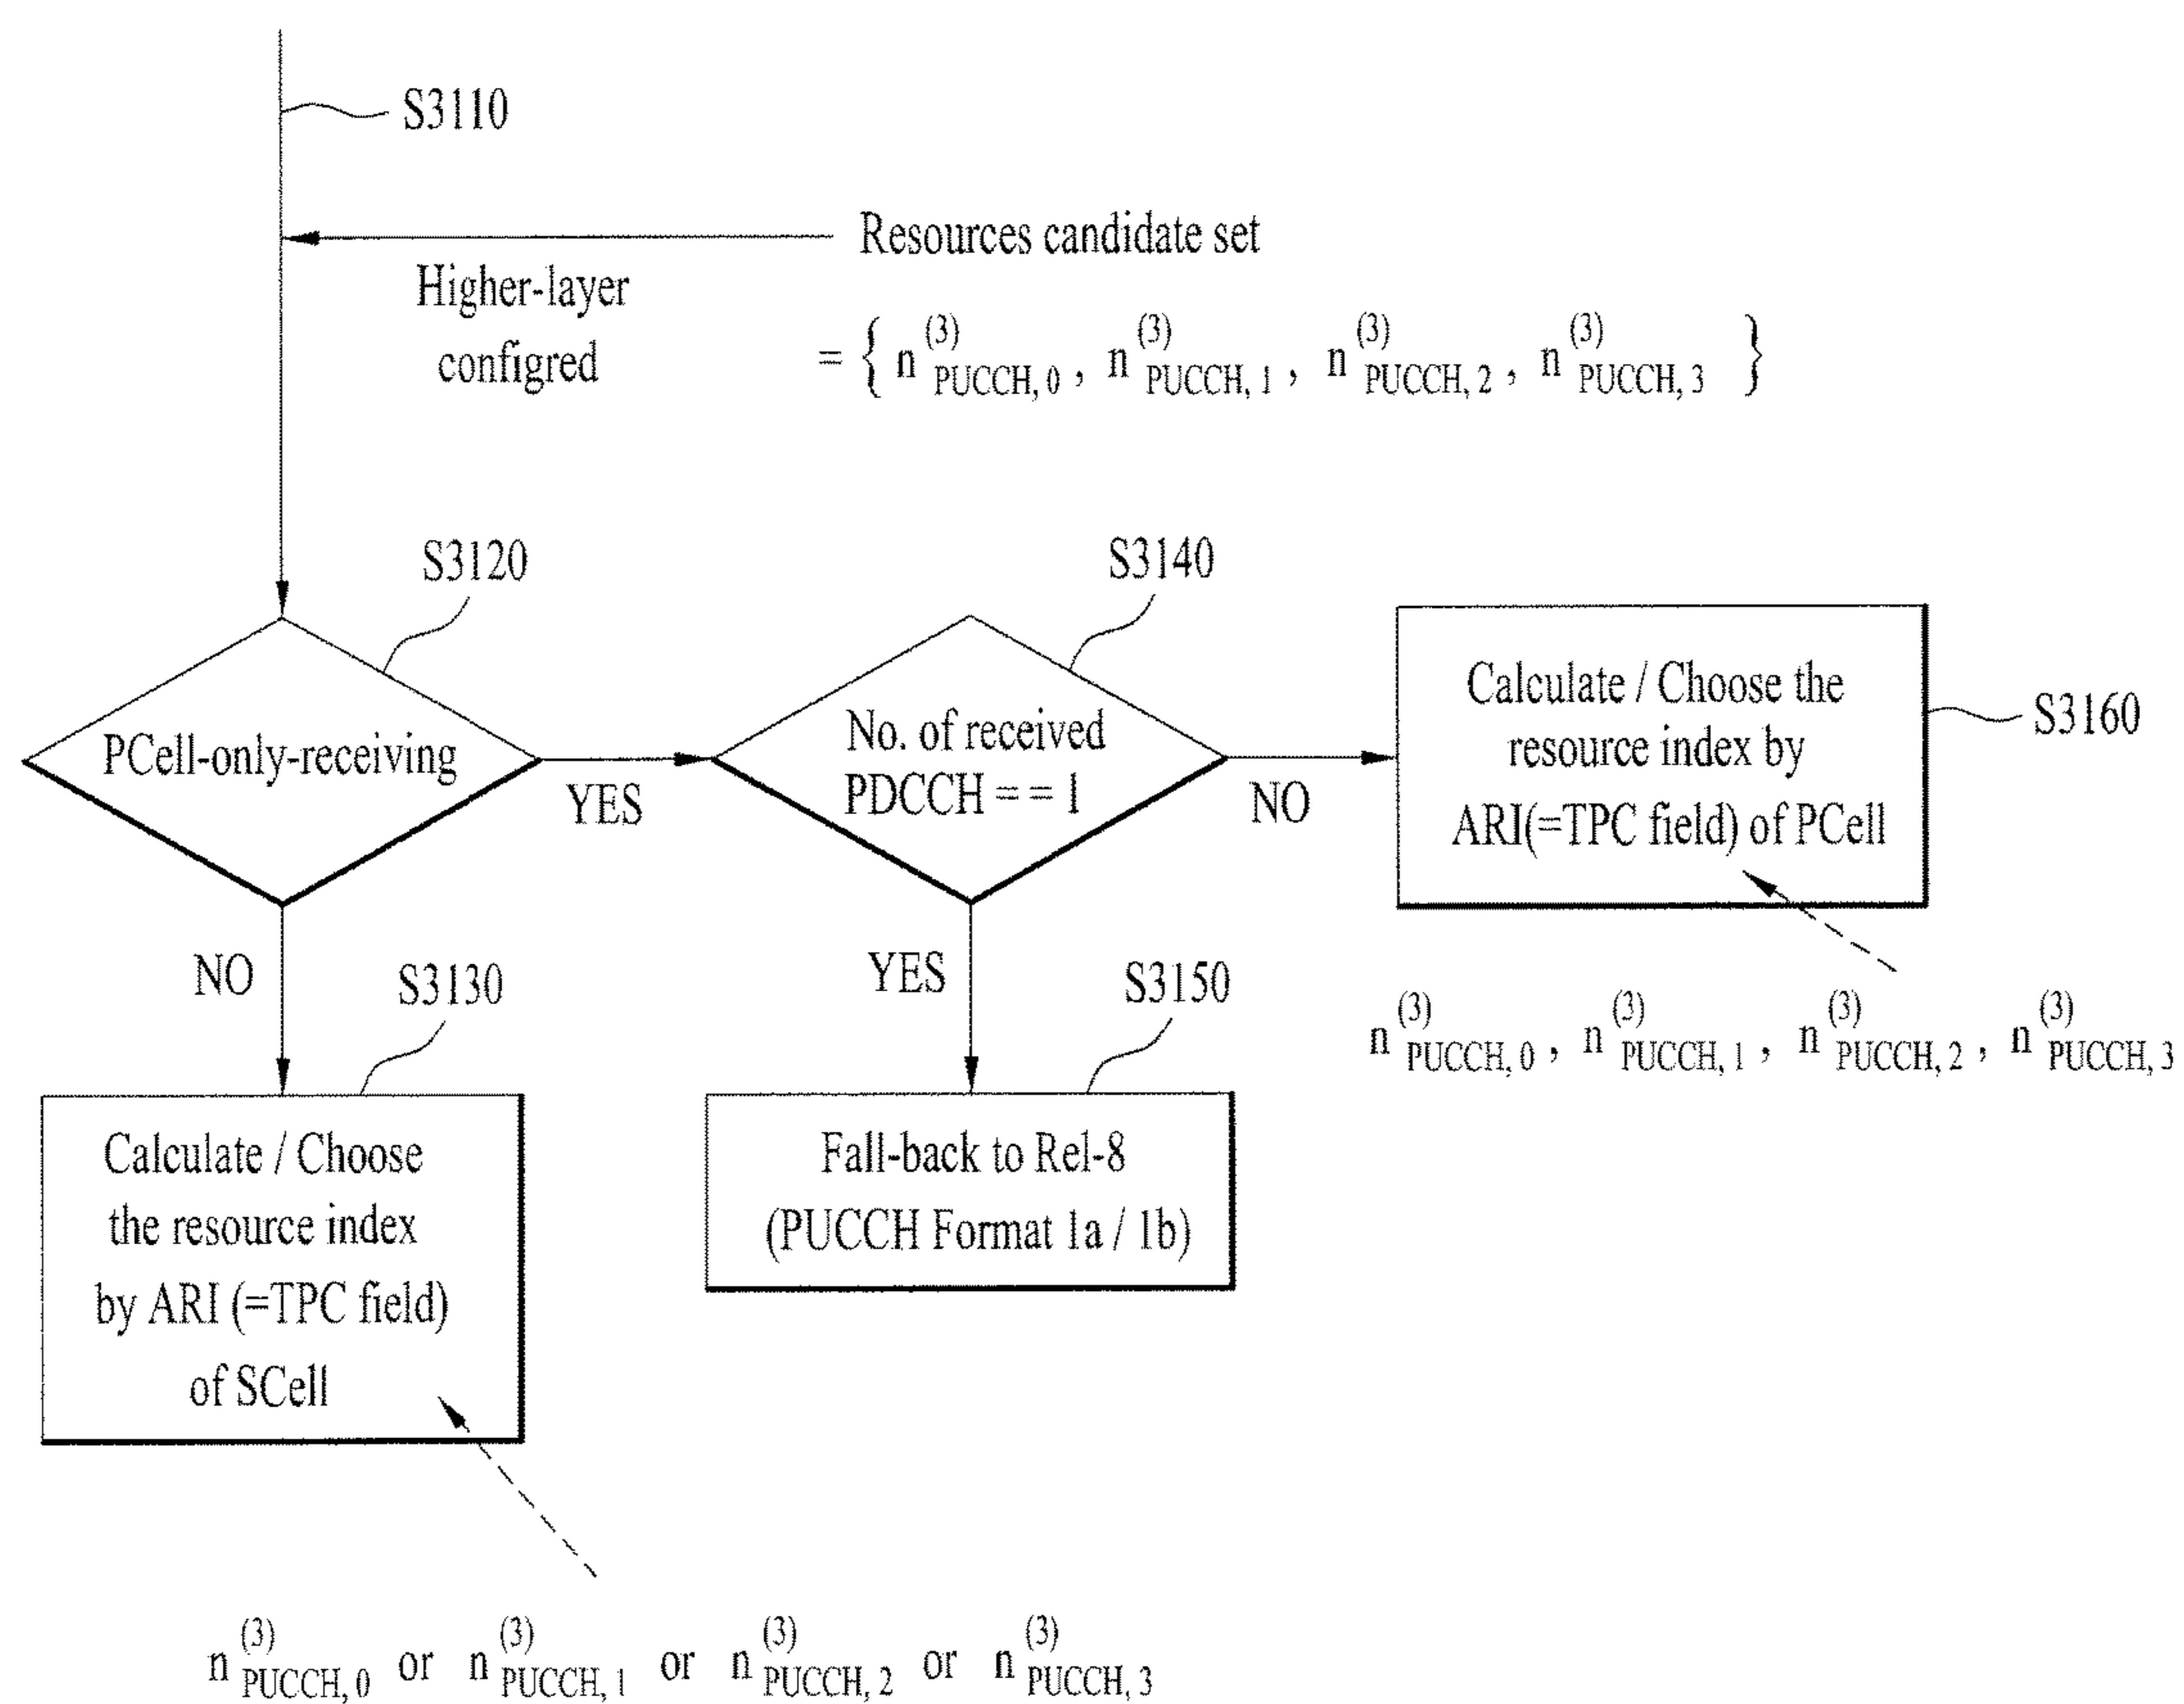 S3110
Resources candidate set
Higher-layer
configred
= { n(3)PUCCH, 0 , n(3)PUCCH, 1 , n(3)PUCCH, 2 , n(3)PUCCH, 3 }
S3120
S3140
PCell-only-receiving
YES
No. of received
PDCCH = = 1
NO
Calculate / Choose the
resource index by
ARI(=TPC field) of PCell
S3160
NO
YES
n(3)PUCCH, 0 , n(3)PUCCH, 1 , n(3)PUCCH, 2 , n(3)PUCCH, 3
S3130
S3150
Calculate / Choose
the resource index
by ARI (=TPC field)
of SCell
Fall-back to Rel-8
(PUCCH Format 1a / 1b)
n(3)PUCCH, 0 or n(3)PUCCH, 1 or n(3)PUCCH, 2 or n(3)PUCCH, 3